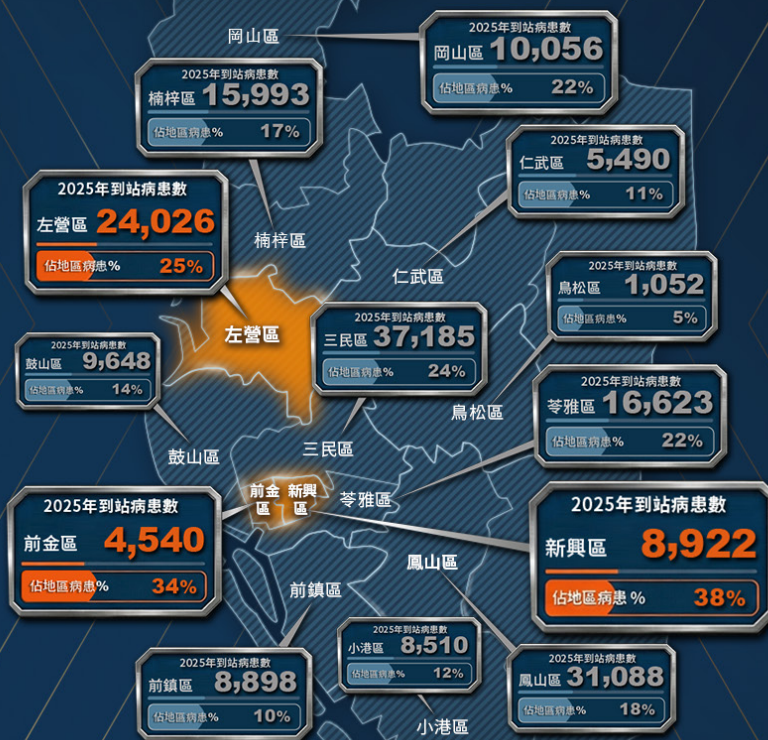 岡山區
2025年到站病患數
岡山區 10,056
佔地區病患% 22%
2025年到站病患數
楠梓區 15,993
佔地區病患% 17%
2025年到站病患數
仁武區 5,490
佔地區病患% 11%
2025年到站病患數
左營區 24,026
佔地區病患% 25%
楠梓區
仁武區
2025年到站病患數
鳥松區 1,052
佔地區病患% 5%
左營區
2025年到站病患數
三民區 37,185
佔地區病患% 24%
2025年到站病患數
鼓山區 9,648
佔地區病患% 14%
鳥松區
2025年到站病患數
苓雅區 16,623
佔地區病患% 22%
鼓山區
三民區
前金
區
新興
區
苓雅區
2025年到站病患數
前金區 4,540
佔地區病患% 34%
2025年到站病患數
新興區 8,922
佔地區病患% 38%
鳳山區
前鎮區
2025年到站病患數
小港區 8,510
佔地區病患% 12%
2025年到站病患數
前鎮區 8,898
佔地區病患% 10%
2025年到站病患數
鳳山區 31,088
佔地區病患% 18%
小港區